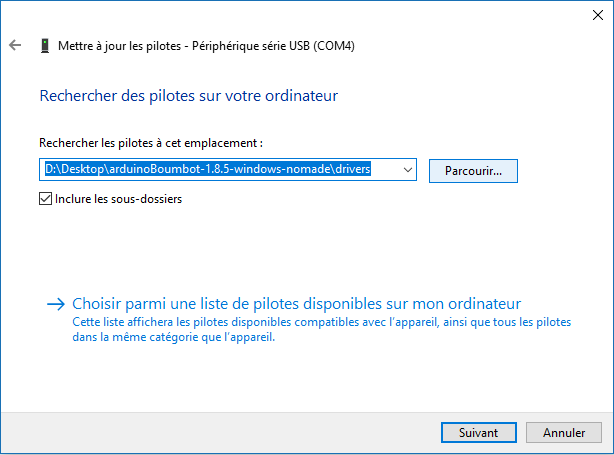 Mettre à jour les pilotes - Périphérique série USB (COM4)
Rechercher des pilotes sur votre ordinateur
Rechercher les pilotes à cet emplacement :
D:\Desktop\arduinoBoumbot-1.8.5-windows-nomade\drivers
Parcourir...
Inclure les sous-dossiers
Choisir parmi une liste de pilotes disponibles sur mon ordinateur
Cette liste affichera les pilotes disponibles compatibles avec l'appareil, ainsi que tous les pilotes
dans la même catégorie que l'appareil.
Suivant
Annuler